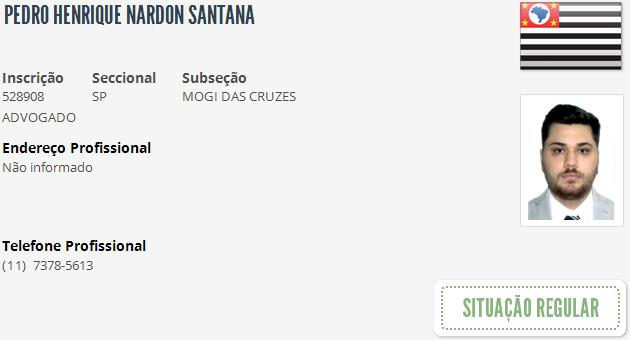 PEDRO HENRIQUE NARDON SANTANA
Inscrição Seccional Subseção
528908 SP MOGI DAS CRUZES
ADVOGADO
Endereço Profissional
Não informado
Telefone Profissional
(11) 7378-5613
SITUAÇÃO REGULAR